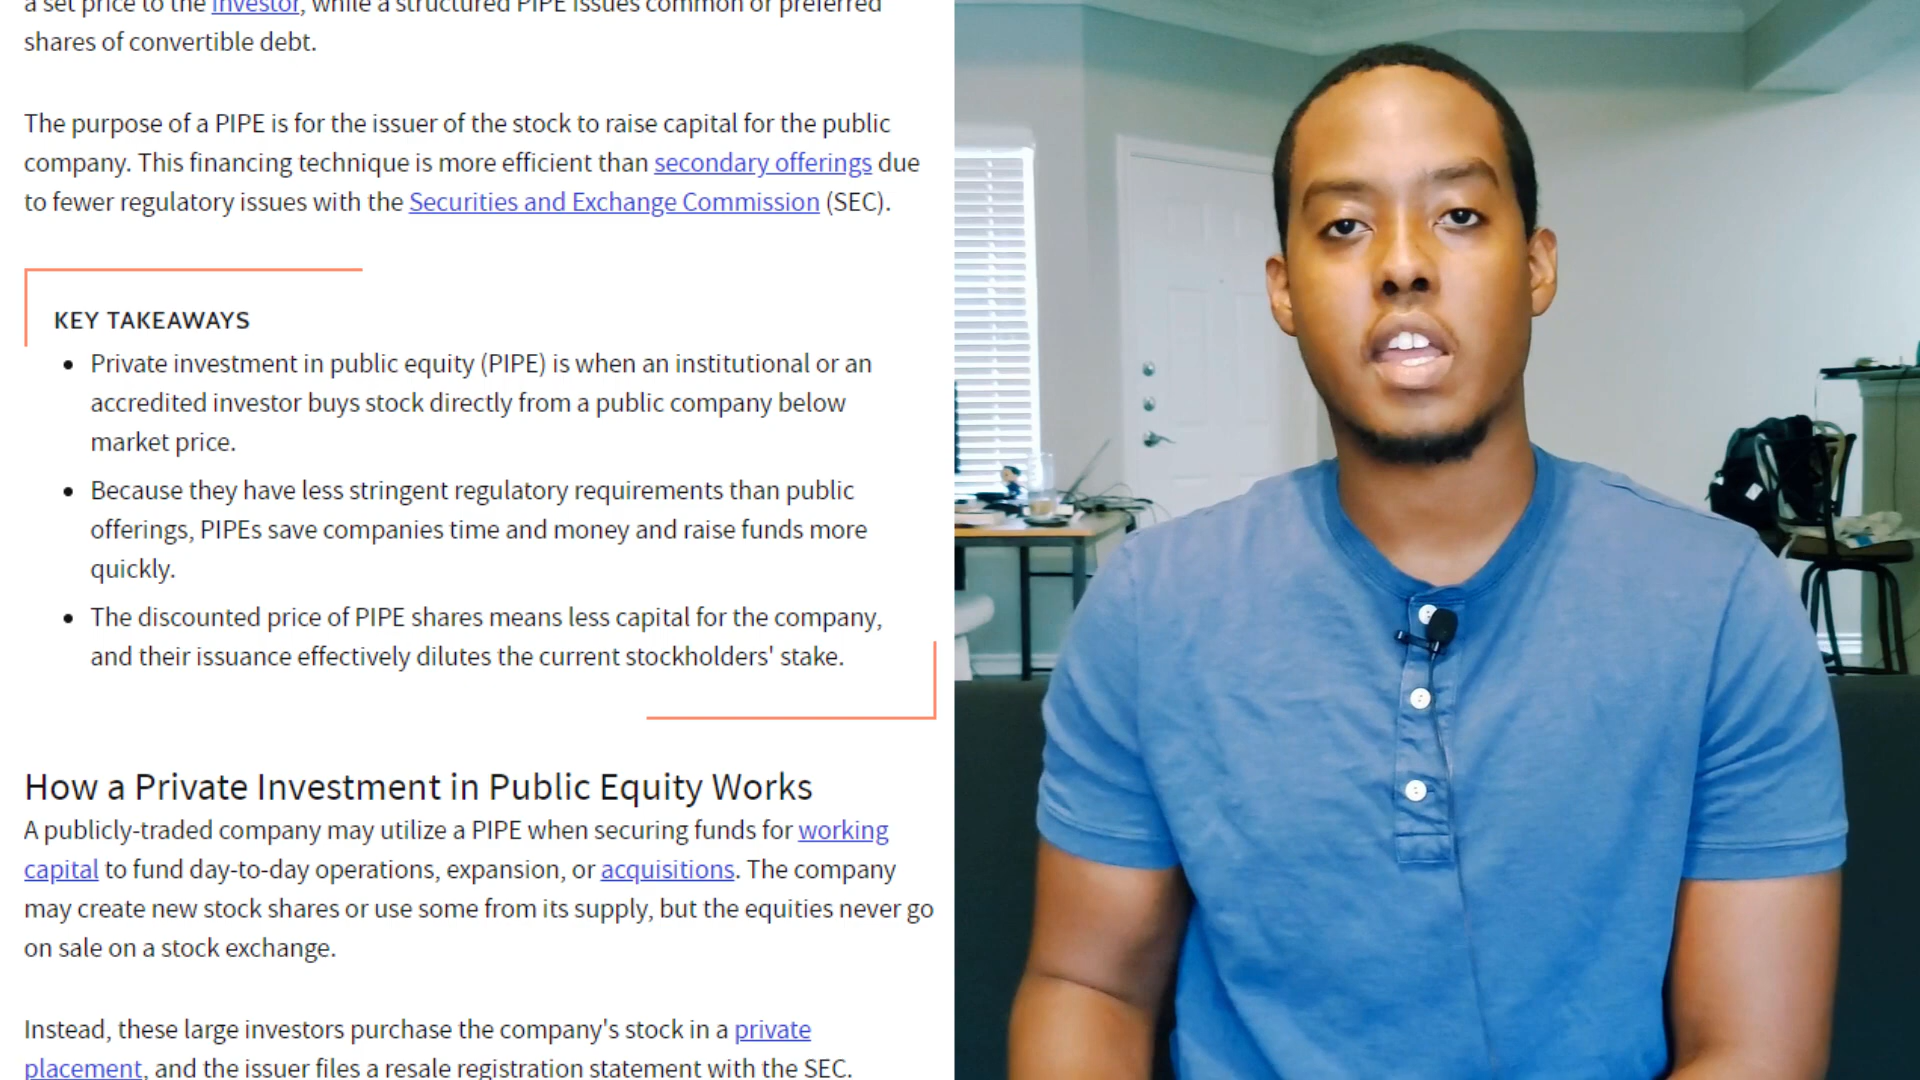 a set price to the investor, while a structured PIPE issues common or preferred
shares of convertible debt.
The purpose of a PIPE is for the issuer of the stock to raise capital for the public
company. This financing technique is more efficient than secondary offerings due
to fewer regulatory issues with the Securities and Exchange Commission (SEC).
KEY TAKEAWAYS
• Private investment in public equity (PIPE) is when an institutional or an
accredited investor buys stock directly from a public company below
market price.
• Because they have less stringent regulatory requirements than public
offerings, PIPEs save companies time and money and raise funds more
quickly.
• The discounted price of PIPE shares means less capital for the company,
and their issuance effectively dilutes the current stockholders' stake.
How a Private Investment in Public Equity Works
A publicly-traded company may utilize a PIPE when securing funds for working
capital to fund day-to-day operations, expansion, or acquisitions. The company
may create new stock shares or use some from its supply, but the equities never go
on sale on a stock exchange.
Instead, these large investors purchase the company's stock in a private
placement, and the issuer files a resale registration statement with the SEC.